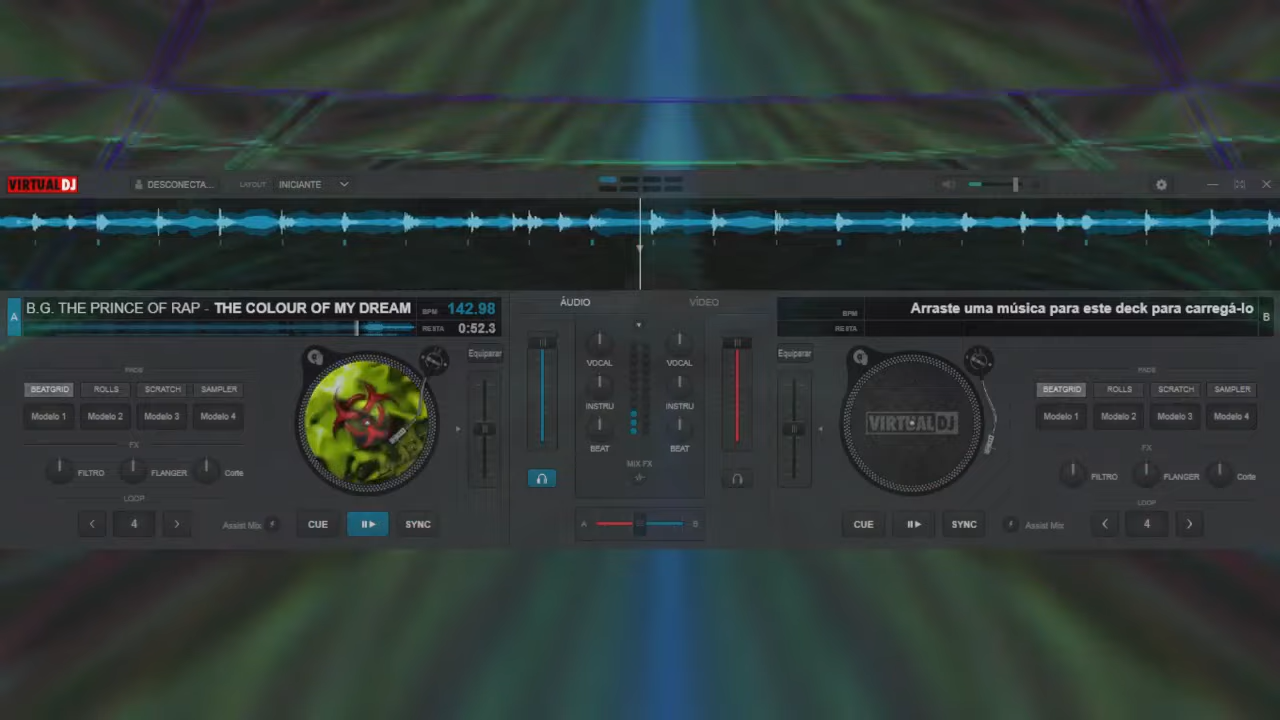 VIRTUAL DJ DESCONECTA... LAYOUT INICIANTE
A B.G. THE PRINCE OF RAP - THE COLOUR OF MY DREAM BPM 142.98
RESTA 0:52.3
ÁUDIO VÍDEO
BPM Arraste uma música para este deck para carregá-lo B
RESTA
Equiparar
PADS
BEATGRID ROLLS SCRATCH SAMPLER
Modelo 1 Modelo 2 Modelo 3 Modelo 4
FX
FILTRO FLANGER Corte
LOOP
4 Assist Mix CUE SYNC
VOCAL VOCAL
INSTRU INSTRU
BEAT BEAT
MIX FX
A B
Equiparar
VIRTUAL DJ
PADS
BEATGRID ROLLS SCRATCH SAMPLER
Modelo 1 Modelo 2 Modelo 3 Modelo 4
FX
FILTRO FLANGER Corte
LOOP
CUE SYNC Assist Mix 4